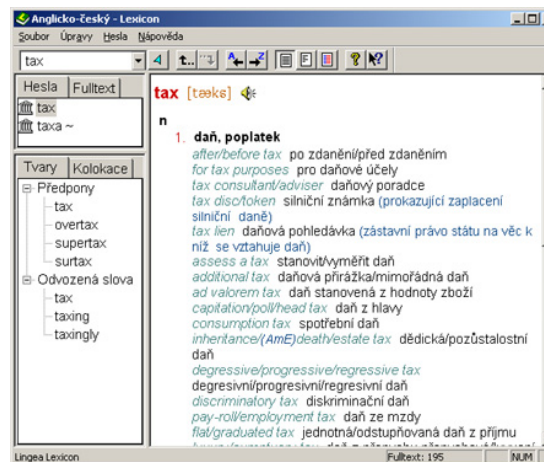 Anglicko-český - Lexicon
Soubor Úpravy Hesla Nápověda
tax
Hesla Fulltext
tax
taxa ~
Tvary Kolokace
Předpony
tax
overtax
supertax
surtax
Odvozená slova
tax
taxing
taxingly
tax [tæks]
n
1. daň, poplatek
after/before tax po zdanění/před zdaněním
for tax purposes pro daňové účely
tax consultant/adviser daňový poradce
tax disc/token silniční známka (prokazující zaplacení
silniční daně)
tax lien daňová pohledávka (zástavní právo státu na věc k
níž se vztahuje daň)
assess a tax stanovit/vyměřit daň
additional tax daňová přirážka/mimořádná daň
ad valorem tax daň stanovená z hodnoty zboží
capitation/poll/head tax daň z hlavy
consumption tax spotřební daň
inheritance/(AmE)death/estate tax dědická/pozůstalostní
daň
degressive/progressive/regressive tax
degresivní/progresivní/regresivní daň
discriminatory tax diskriminační daň
pay-roll/employment tax daň ze mzdy
flat/graduated tax jednotná/odstupňovaná daň z příjmu
Lingea Lexicon
Fulltext: 195
NUM